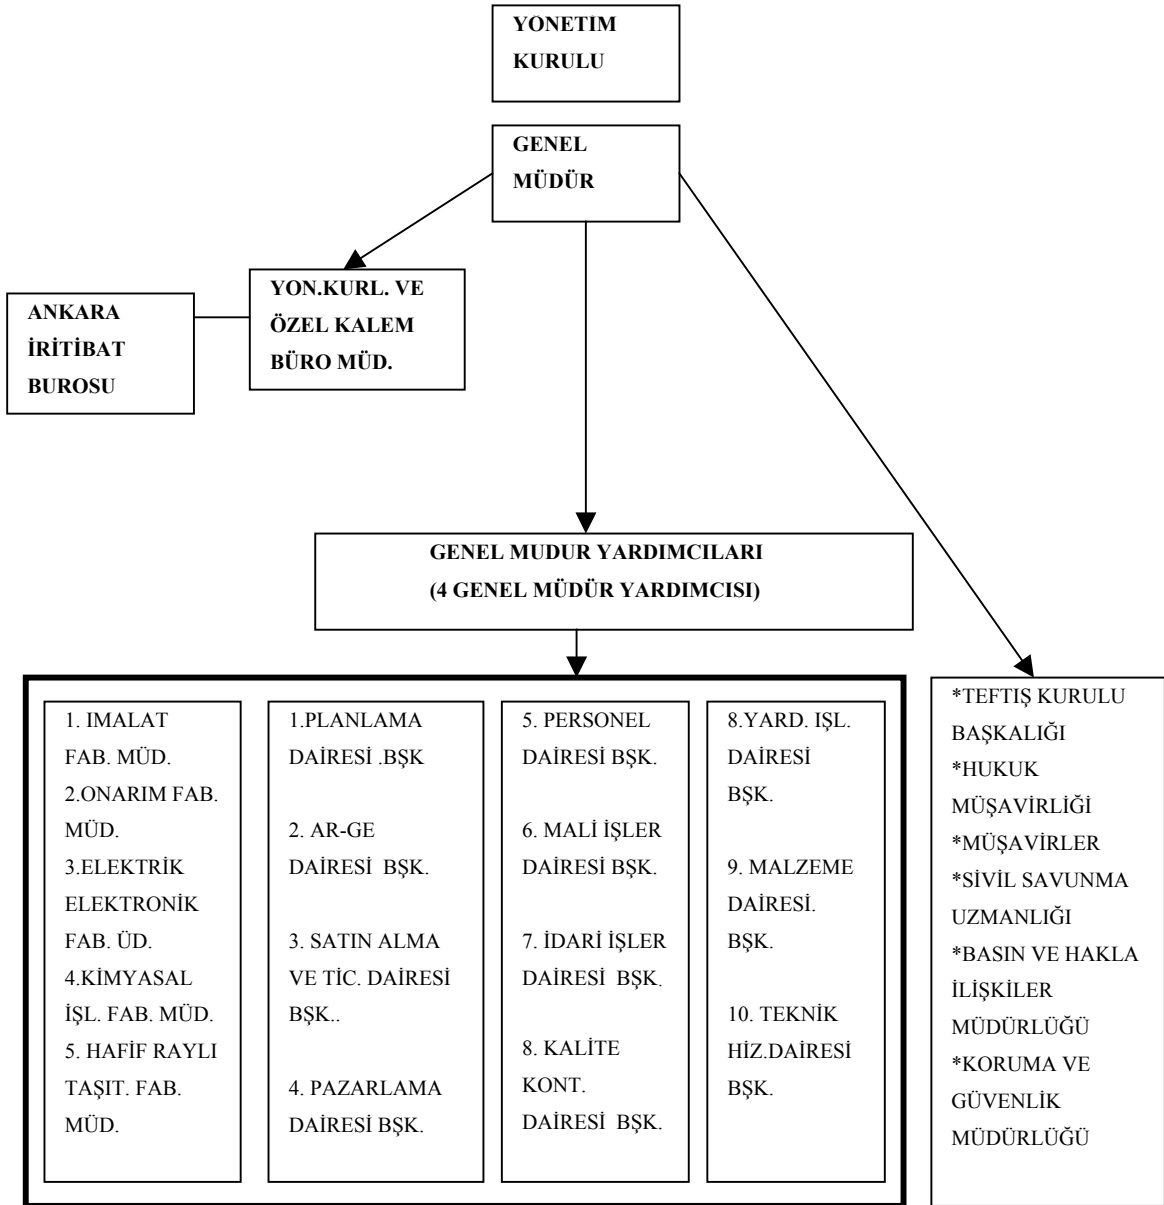 YONETIM
KURULU
GENEL
MÜDÜR
YON.KURL. VE
ÖZEL KALEM
BÜRO MÜD.
ANKARA
İRİTİBAT
BUROSU
GENEL MUDUR YARDIMCILARI
(4 GENEL MÜDÜR YARDIMCISI)
1. IMALAT
FAB. MÜD.
2.ONARIM FAB.
MÜD.
3.ELEKTRİK
ELEKTRONİK
FAB. ÜD.
4.KİMYASAL
İŞL. FAB. MÜD.
5. HAFİF RAYLI
TAŞIT. FAB.
MÜD.
1.PLANLAMA
DAİRESİ .BŞK
2. AR-GE
DAİRESİ  BŞK.
3. SATIN ALMA
VE TİC. DAİRESİ
BŞK..
4. PAZARLAMA
DAİRESİ BŞK.
5. PERSONEL
DAİRESİ BŞK.
6. MALİ İŞLER
DAİRESİ BŞK.
7. İDARİ İŞLER
DAİRESİ  BŞK.
8. KALİTE
KONT.
DAİRESİ  BŞK.
8.YARD. IŞL.
DAİRESİ
BŞK.
9. MALZEME
DAİRESİ.
BŞK.
10. TEKNİK
HİZ.DAİRESİ
BŞK.
*TEFTIŞ KURULU
BAŞKALIĞI
*HUKUK
MÜŞAVİRLİĞİ
*MÜŞAVİRLER
*SİVİL SAVUNMA
UZMANLIĞI
*BASIN VE HAKLA
İLİŞKİLER
MÜDÜRLÜĞÜ
*KORUMA VE
GÜVENLİK
MÜDÜRLÜĞÜ